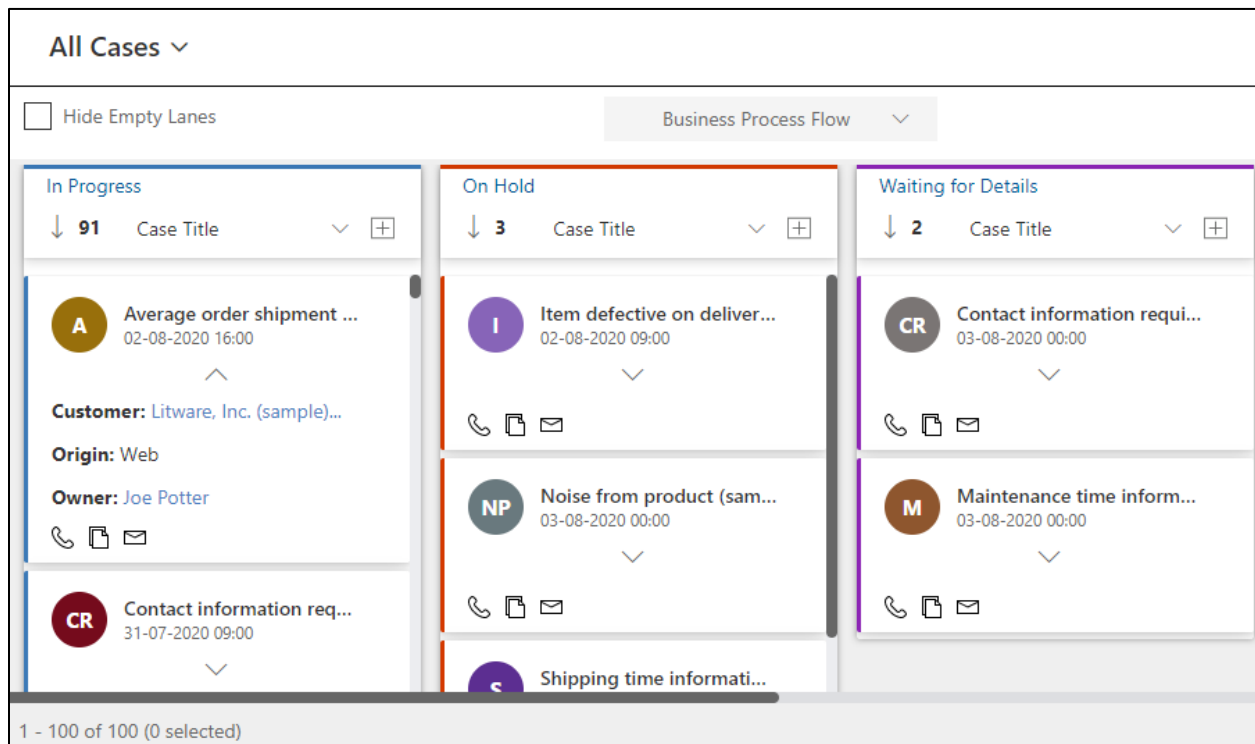 All Cases
Hide Empty Lanes
Business Process Flow
In Progress
91 Case Title
A
Average order shipment ...
02-08-2020 16:00
Customer: Litware, Inc. (sample)...
Origin: Web
Owner: Joe Potter
CR
Contact information req...
31-07-2020 09:00
On Hold
3 Case Title
I
Item defective on deliver...
02-08-2020 09:00
NP
Noise from product (sam...
03-08-2020 00:00
S
Shipping time informati...
Waiting for Details
2 Case Title
CR
Contact information requi...
03-08-2020 00:00
M
Maintenance time inform...
03-08-2020 00:00
1 - 100 of 100 (0 selected)